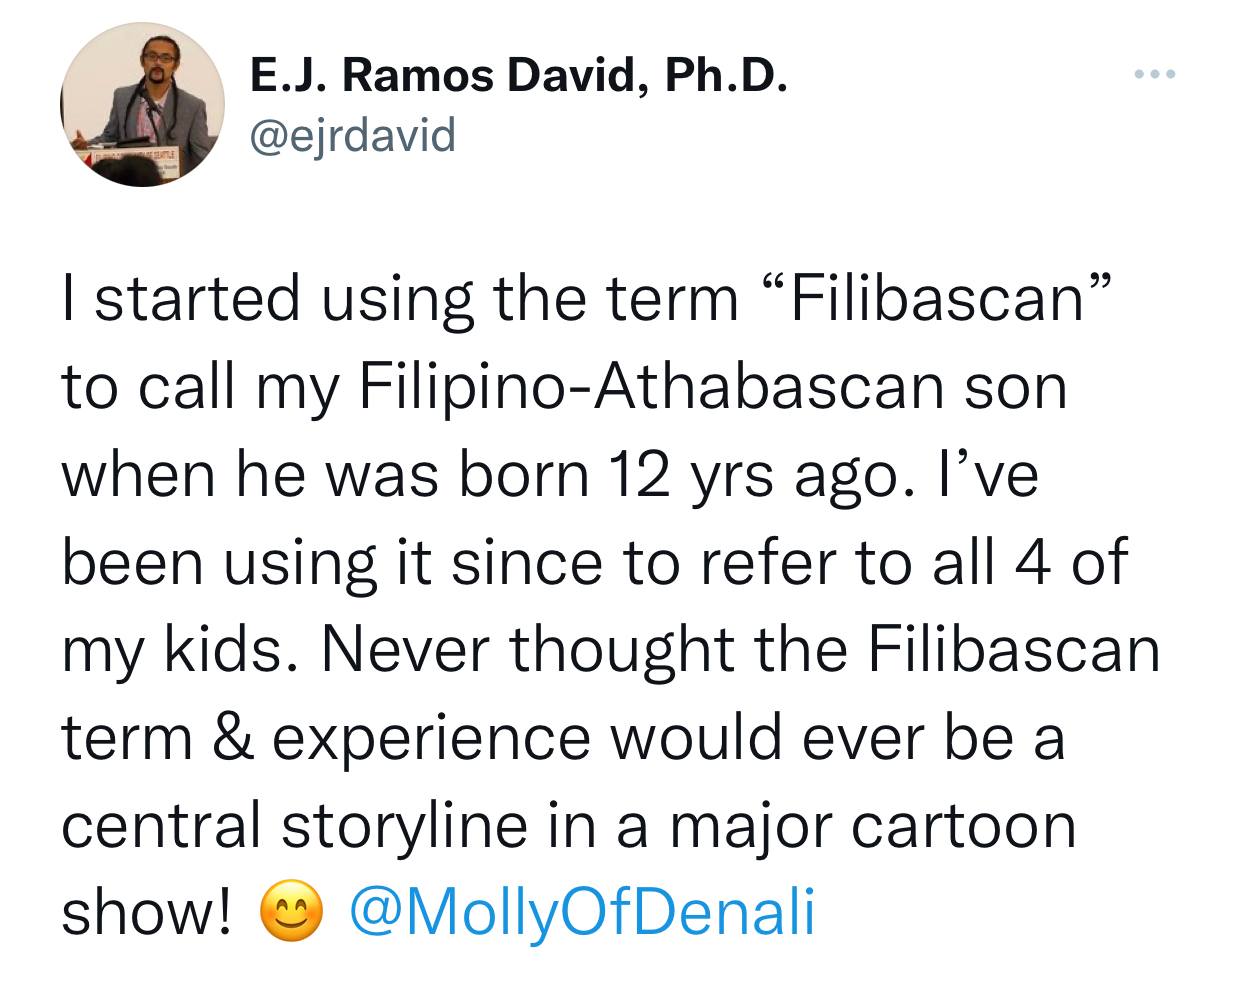 E.J. Ramos David, Ph.D.
@ejrdavid
I started using the term “Filibascan”
to call my Filipino-Athabascan son
when he was born 12 yrs ago. I’ve
been using it since to refer to all 4 of
my kids. Never thought the Filibascan
term & experience would ever be a
central storyline in a major cartoon
show! 😊 @MollyOfDenali